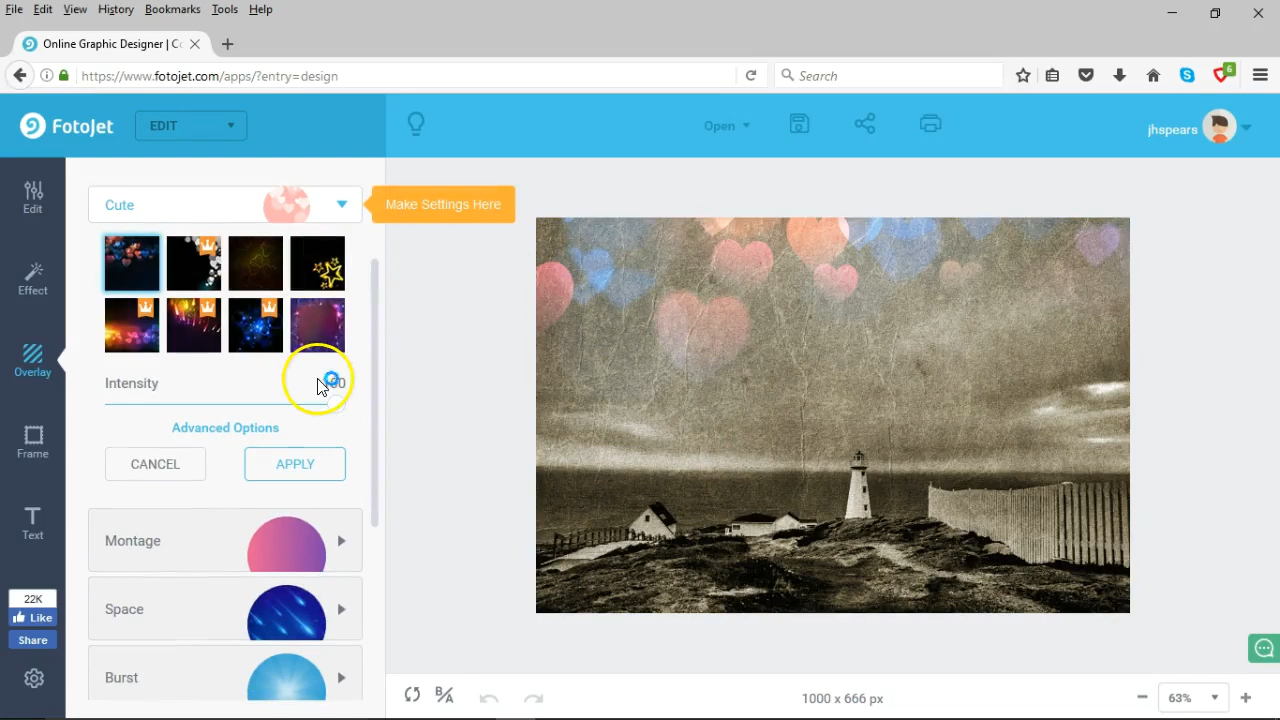 File Edit View History Bookmarks Tools Help
Online Graphic Designer | C
https://www.fotojet.com/apps/?entry=design
Search
6
FotoJet
EDIT
Open
jhspears
Edit
Effect
Overlay
Frame
Text
22K
Like
Share
Cute
Make Settings Here
Intensity
Advanced Options
CANCEL
APPLY
Montage
Space
Burst
B/A
1000 x 666 px
63%